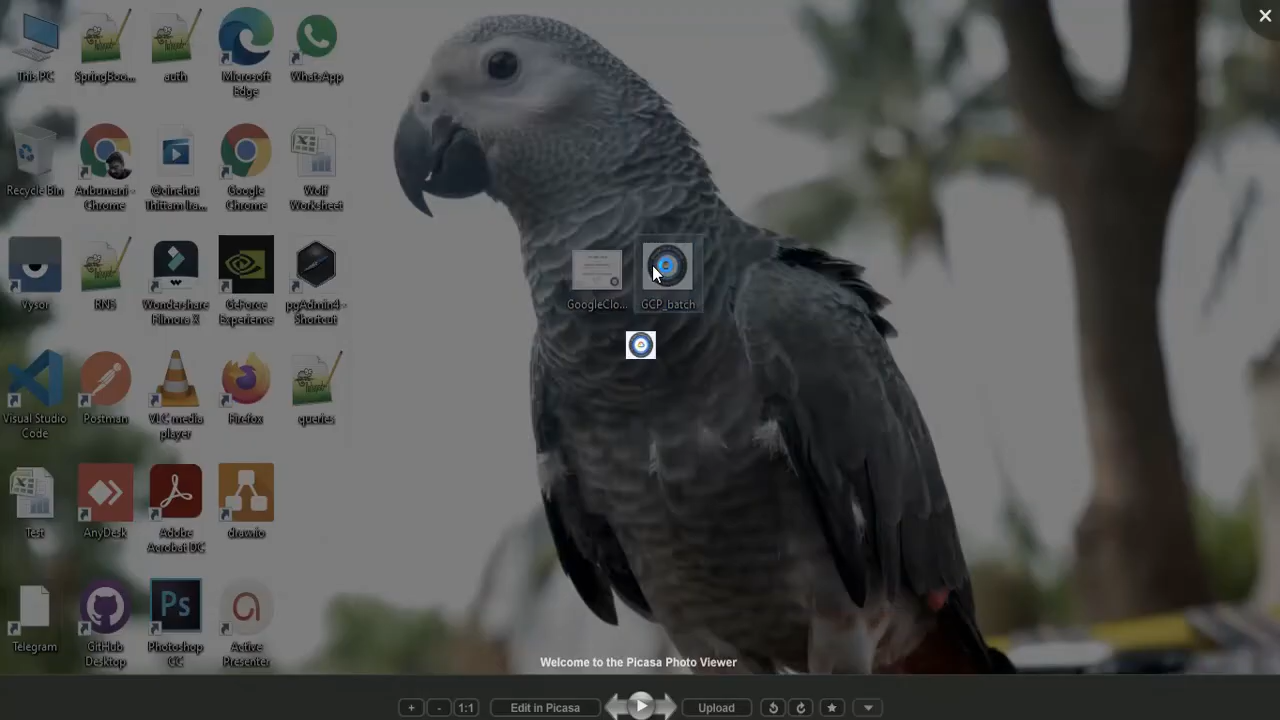 This PC
SpringBoo...
auth
Microsoft
Edge
WhatsApp
Recycle Bin
Anbumani -
Chrome
Google
Chrome
Wolf
Worksheet
Vysor
RNS
Wondershare
Filmora X
GeForce
Experience
pgAdmin4 -
Shortcut
GoogleClo...
GCP_batch
Visual Studio
Code
Postman
VLC media
player
Firefox
queries
Test
AnyDesk
Adobe
Acrobat DC
draw.io
Telegram
GitHub
Desktop
Ps
Photoshop
CC
Active
Presenter
Welcome to the Picasa Photo Viewer
+
-
1:1
Edit in Picasa
Upload